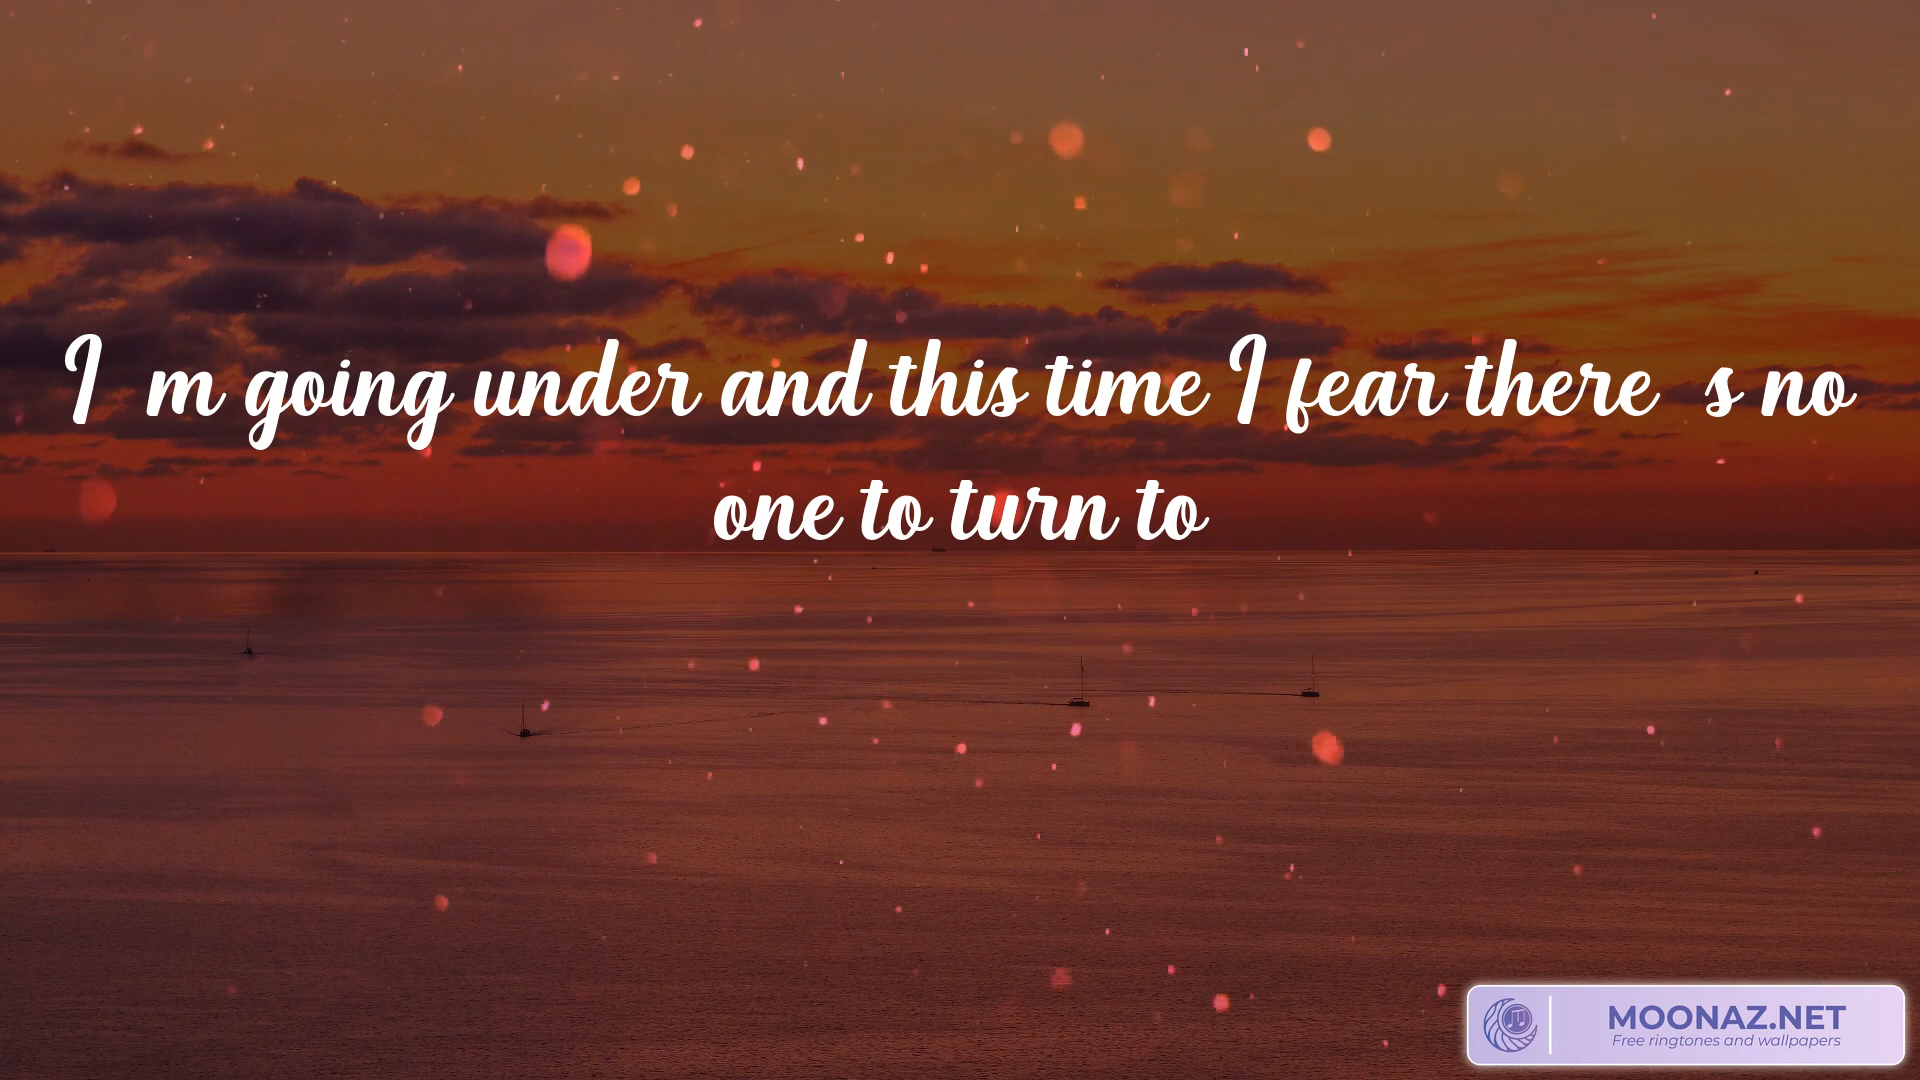 I m going under and this time I fear there s no
one to turn to
MOONAZ.NET
Free ringtones and wallpapers